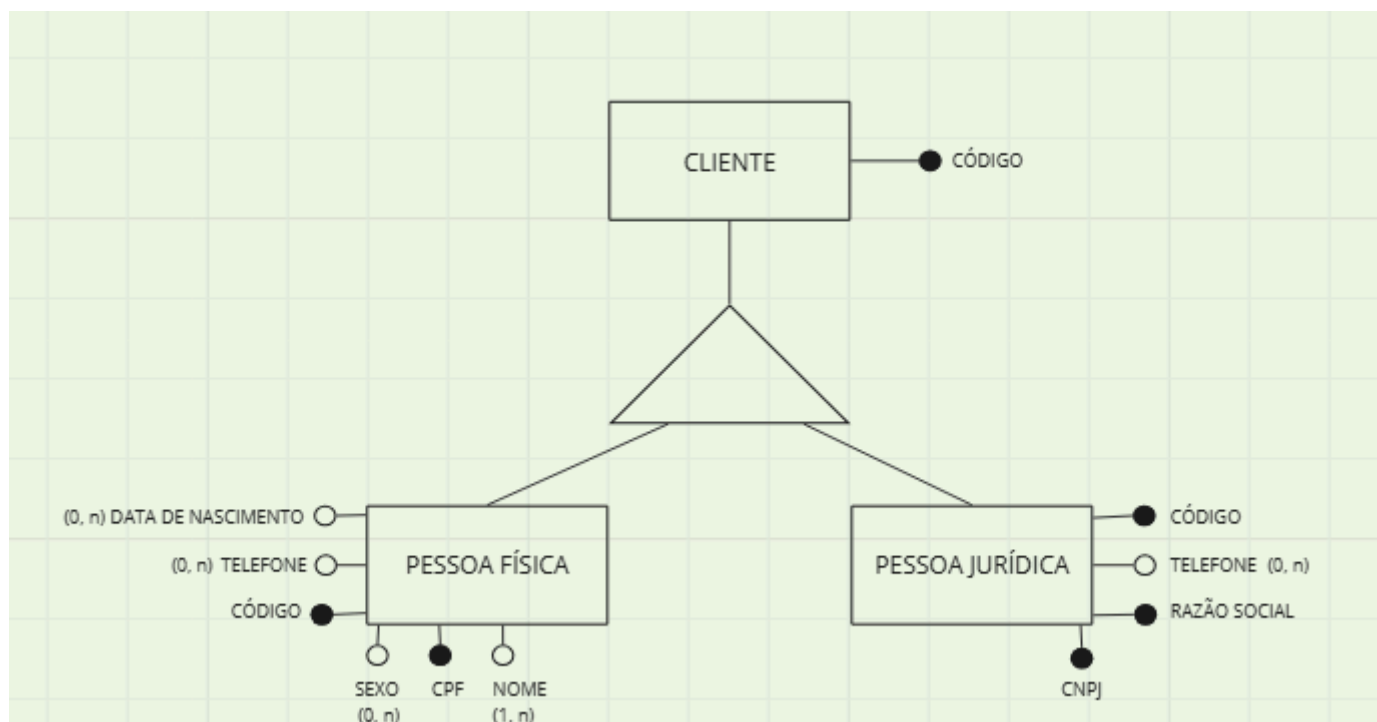 CLIENTE
CÓDIGO
(0, n) DATA DE NASCIMENTO
(0, n) TELEFONE
CÓDIGO
PESSOA FÍSICA
SEXO
(0, n)
CPF
NOME
(1, n)
PESSOA JURÍDICA
CÓDIGO
TELEFONE (0, n)
RAZÃO SOCIAL
CNPJ